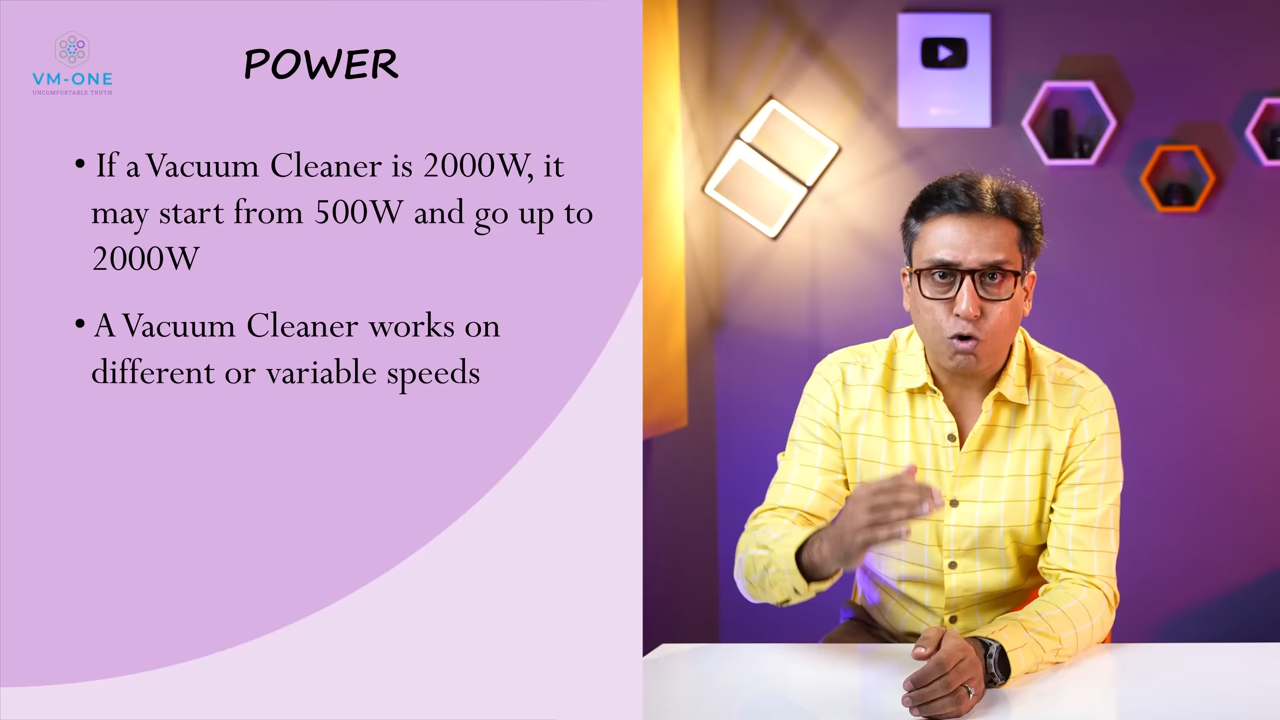 VM-ONE
UNCOMFORTABLE TRUTH
POWER
• If a Vacuum Cleaner is 2000W, it
may start from 500W and go up to
2000W
• A Vacuum Cleaner works on
different or variable speeds